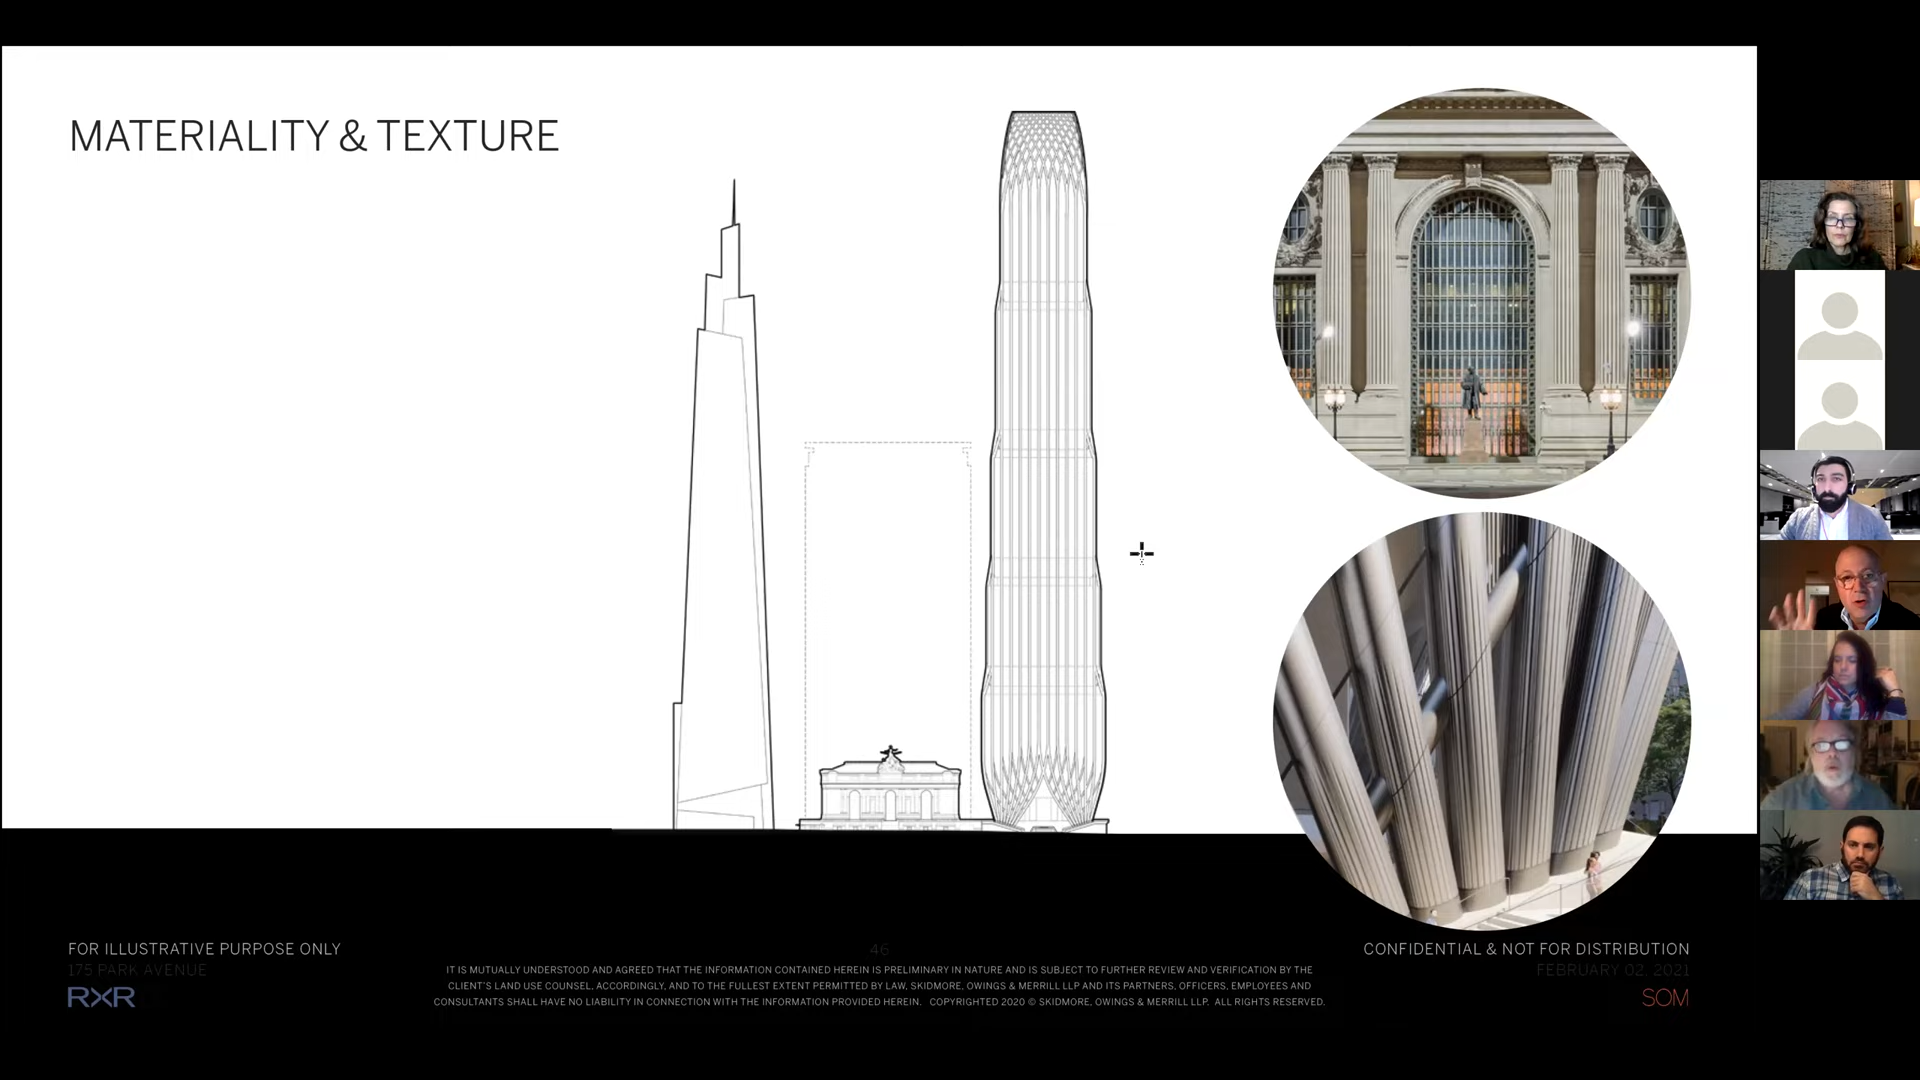 MATERIALITY & TEXTURE
FOR ILLUSTRATIVE PURPOSE ONLY
175 PARK AVENUE
RXR
46
IT IS MUTUALLY UNDERSTOOD AND AGREED THAT THE INFORMATION CONTAINED HEREIN IS PRELIMINARY IN NATURE AND IS SUBJECT TO FURTHER REVIEW AND VERIFICATION BY THE
CLIENT'S LAND USE COUNSEL, ACCORDINGLY, AND TO THE FULLEST EXTENT PERMITTED BY LAW, SKIDMORE, OWINGS & MERRILL LLP AND ITS PARTNERS, OFFICERS, EMPLOYEES AND
CONSULTANTS SHALL HAVE NO LIABILITY IN CONNECTION WITH THE INFORMATION PROVIDED HEREIN. COPYRIGHTED 2020 © SKIDMORE, OWINGS & MERRILL LLP. ALL RIGHTS RESERVED.
CONFIDENTIAL & NOT FOR DISTRIBUTION
FEBRUARY 02, 2021
SOM